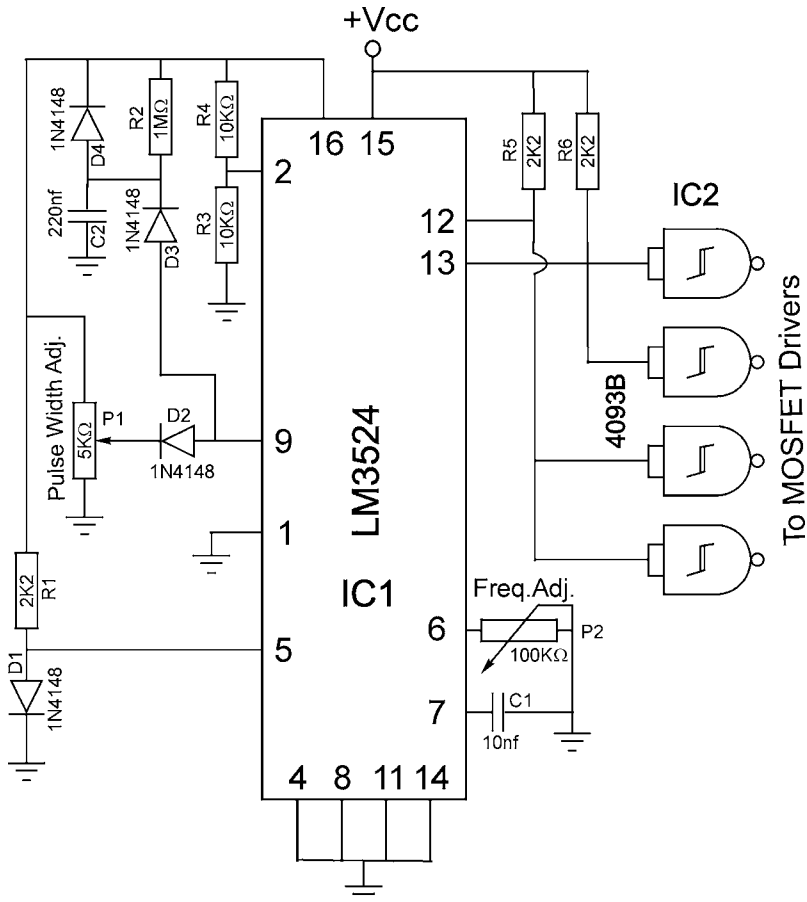 +Vcc
1N4148
D4
R2
1MΩ
R4
10KΩ
16
15
R5
2K2
R6
2K2
2
220nf
C2
1N4148
D3
R3
10KΩ
12
IC2
13
Pulse Width Adj.
5KΩ
P1
D2
1N4148
9
LM3524
IC1
4093B
To MOSFET Drivers
1
2K2
R1
Freq.Adj.
6
P2
100KΩ
D1
1N4148
5
7
C1
10nf
4
8
11
14